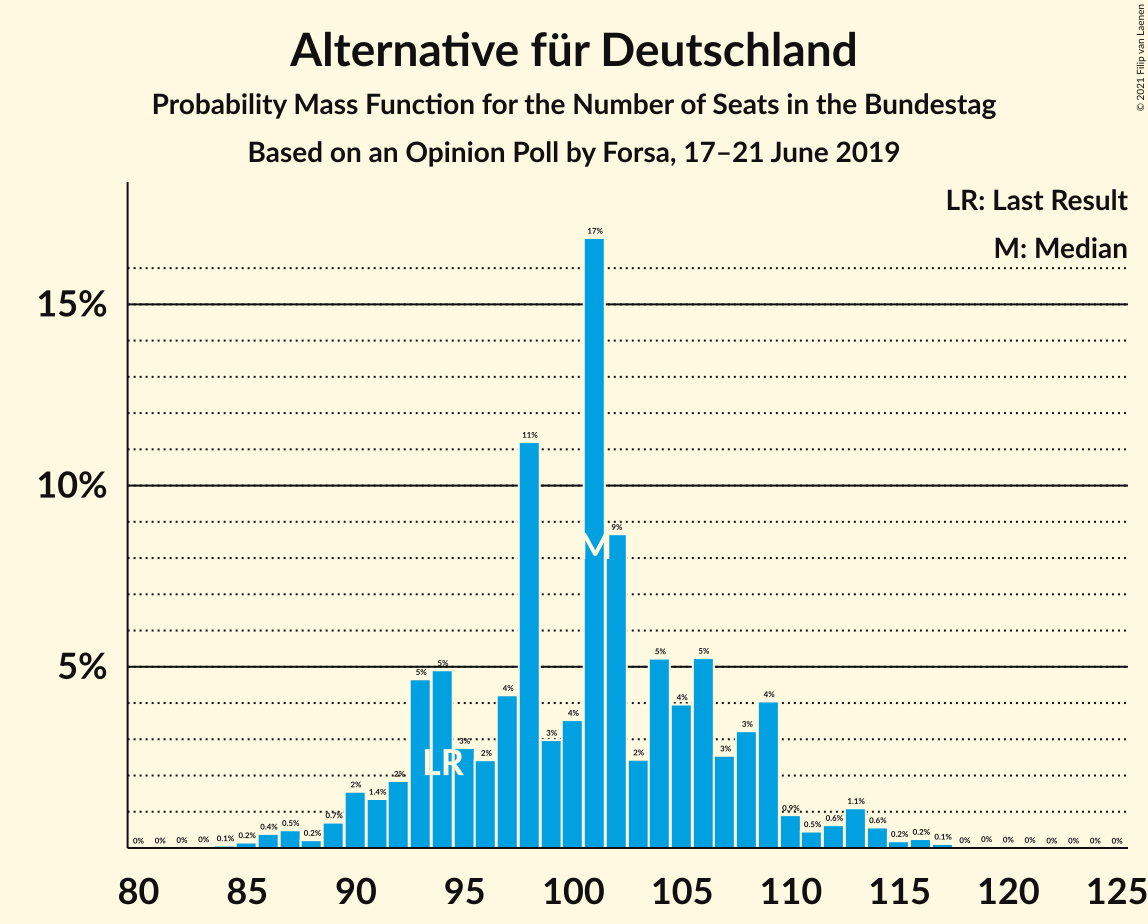 Alternative für Deutschland
Probability Mass Function for the Number of Seats in the Bundestag
Based on an Opinion Poll by Forsa, 17–21 June 2019
© 2021 Filip van Laenen
LR: Last Result
M: Median
15%
10%
5%
0% 0% 0% 0% 0.1% 0.2% 0.4% 0.5% 0.2% 0.7% 2% 1.4% 2% 5% 5% 3% 2% 4% 11% 3% 4% 17% 9% 2% 5% 4% 5% 3% 3% 4% 0.9% 0.5% 0.6% 1.1% 0.6% 0.2% 0.2% 0.1% 0% 0% 0% 0% 0% 0% 0% 0%
LR
M
80 85 90 95 100 105 110 115 120 125